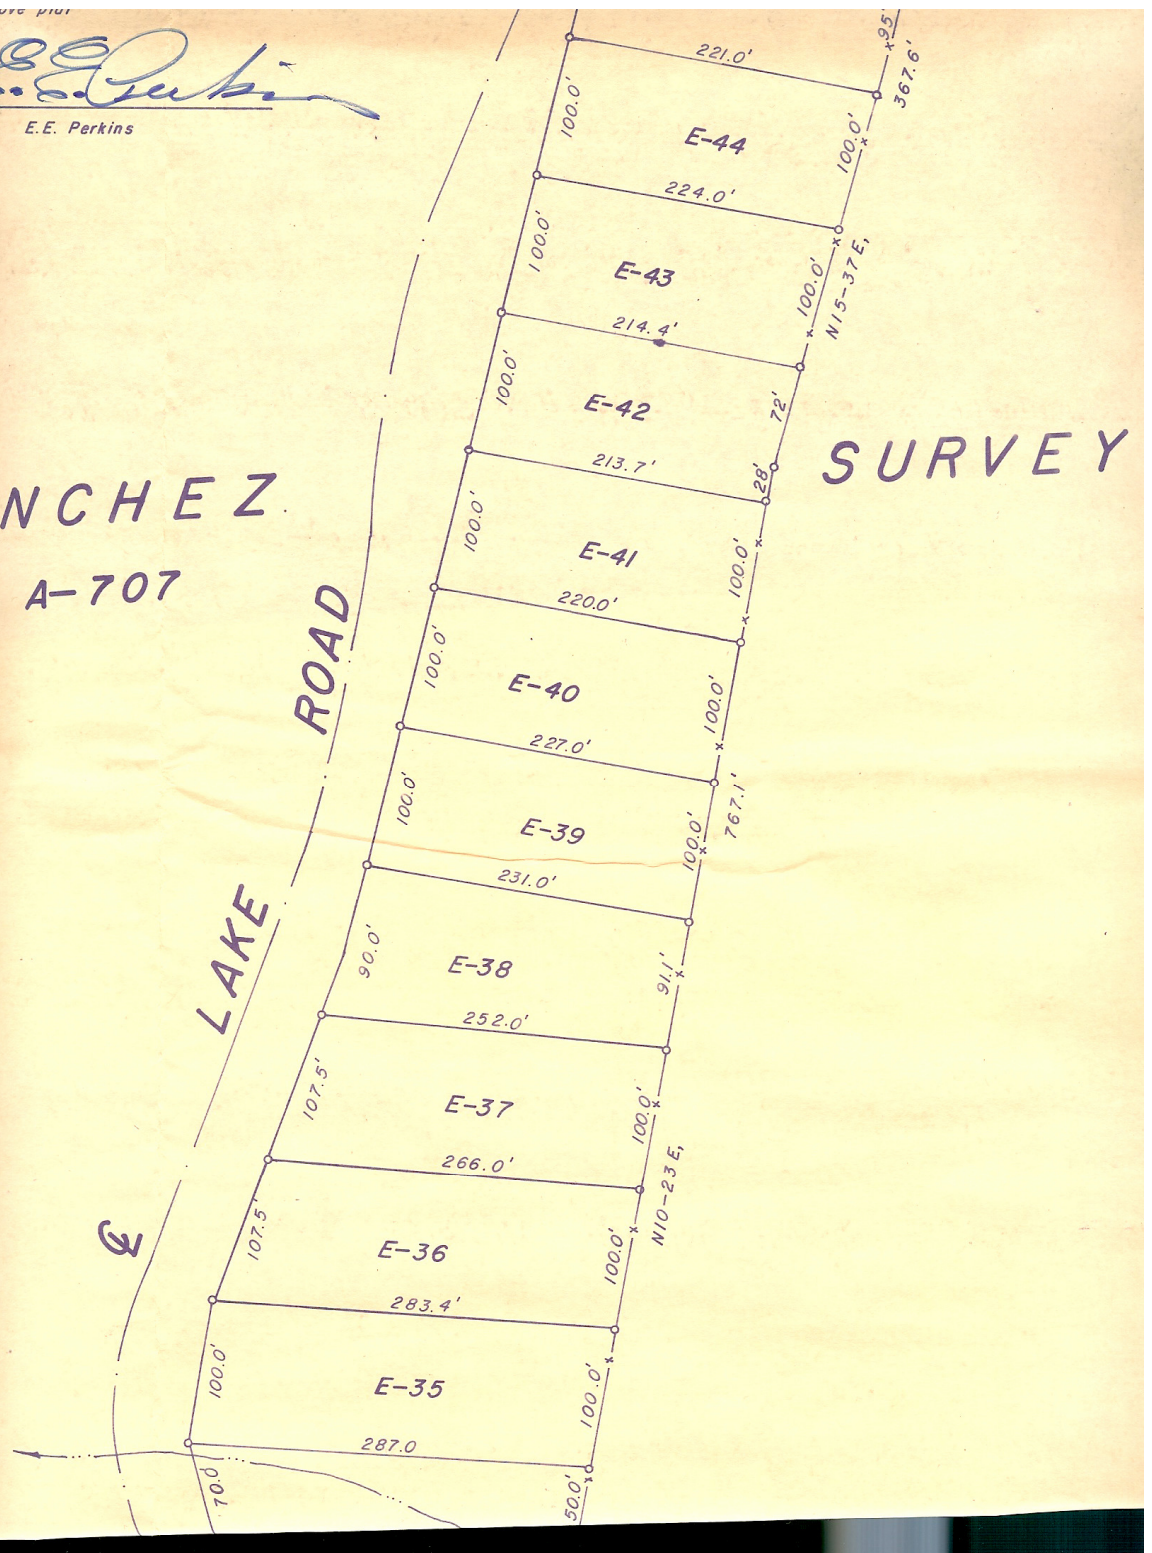 ove plat
E.E. Perkins
E.E. Perkins
95'
367.6'
221.0'
100.0'
E-44
100.0'
224.0'
100.0'
E-43
100.0'
N15-37E,
214.4'
100.0'
E-42
72'
28'
213.7'
SURVEY
NCHEZ
A-707
100.0'
E-41
100.0'
220.0'
100.0'
E-40
100.0'
227.0'
767.1'
100.0'
E-39
100.0'
231.0'
LAKE ROAD
90.0'
E-38
91.1'
252.0'
107.5'
E-37
100.0'
266.0'
N10-23E,
107.5'
E-36
100.0'
283.4'
℄
100.0'
E-35
100.0'
287.0
70.0'
50.0'